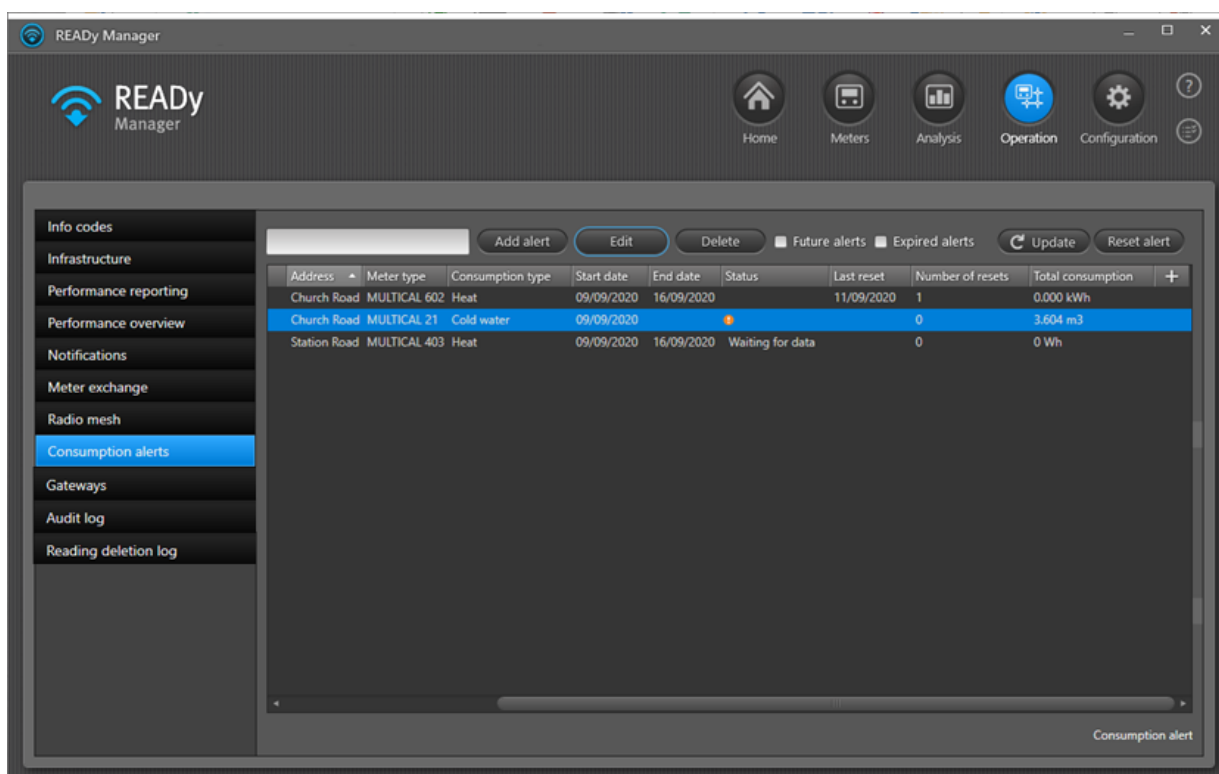 READy Manager
READy
Manager
Home Meters Analysis Operation Configuration
?
Info codes
Infrastructure
Performance reporting
Performance overview
Notifications
Meter exchange
Radio mesh
Consumption alerts
Gateways
Audit log
Reading deletion log
Add alert Edit Delete Future alerts Expired alerts Update Reset alert
Address Meter type Consumption type Start date End date Status Last reset Number of resets Total consumption +
Church Road MULTICAL 602 Heat 09/09/2020 16/09/2020 11/09/2020 1 0.000 kWh
Church Road MULTICAL 21 Cold water 09/09/2020 0 3.604 m3
Station Road MULTICAL 403 Heat 09/09/2020 16/09/2020 Waiting for data 0 0 Wh
Consumption alert